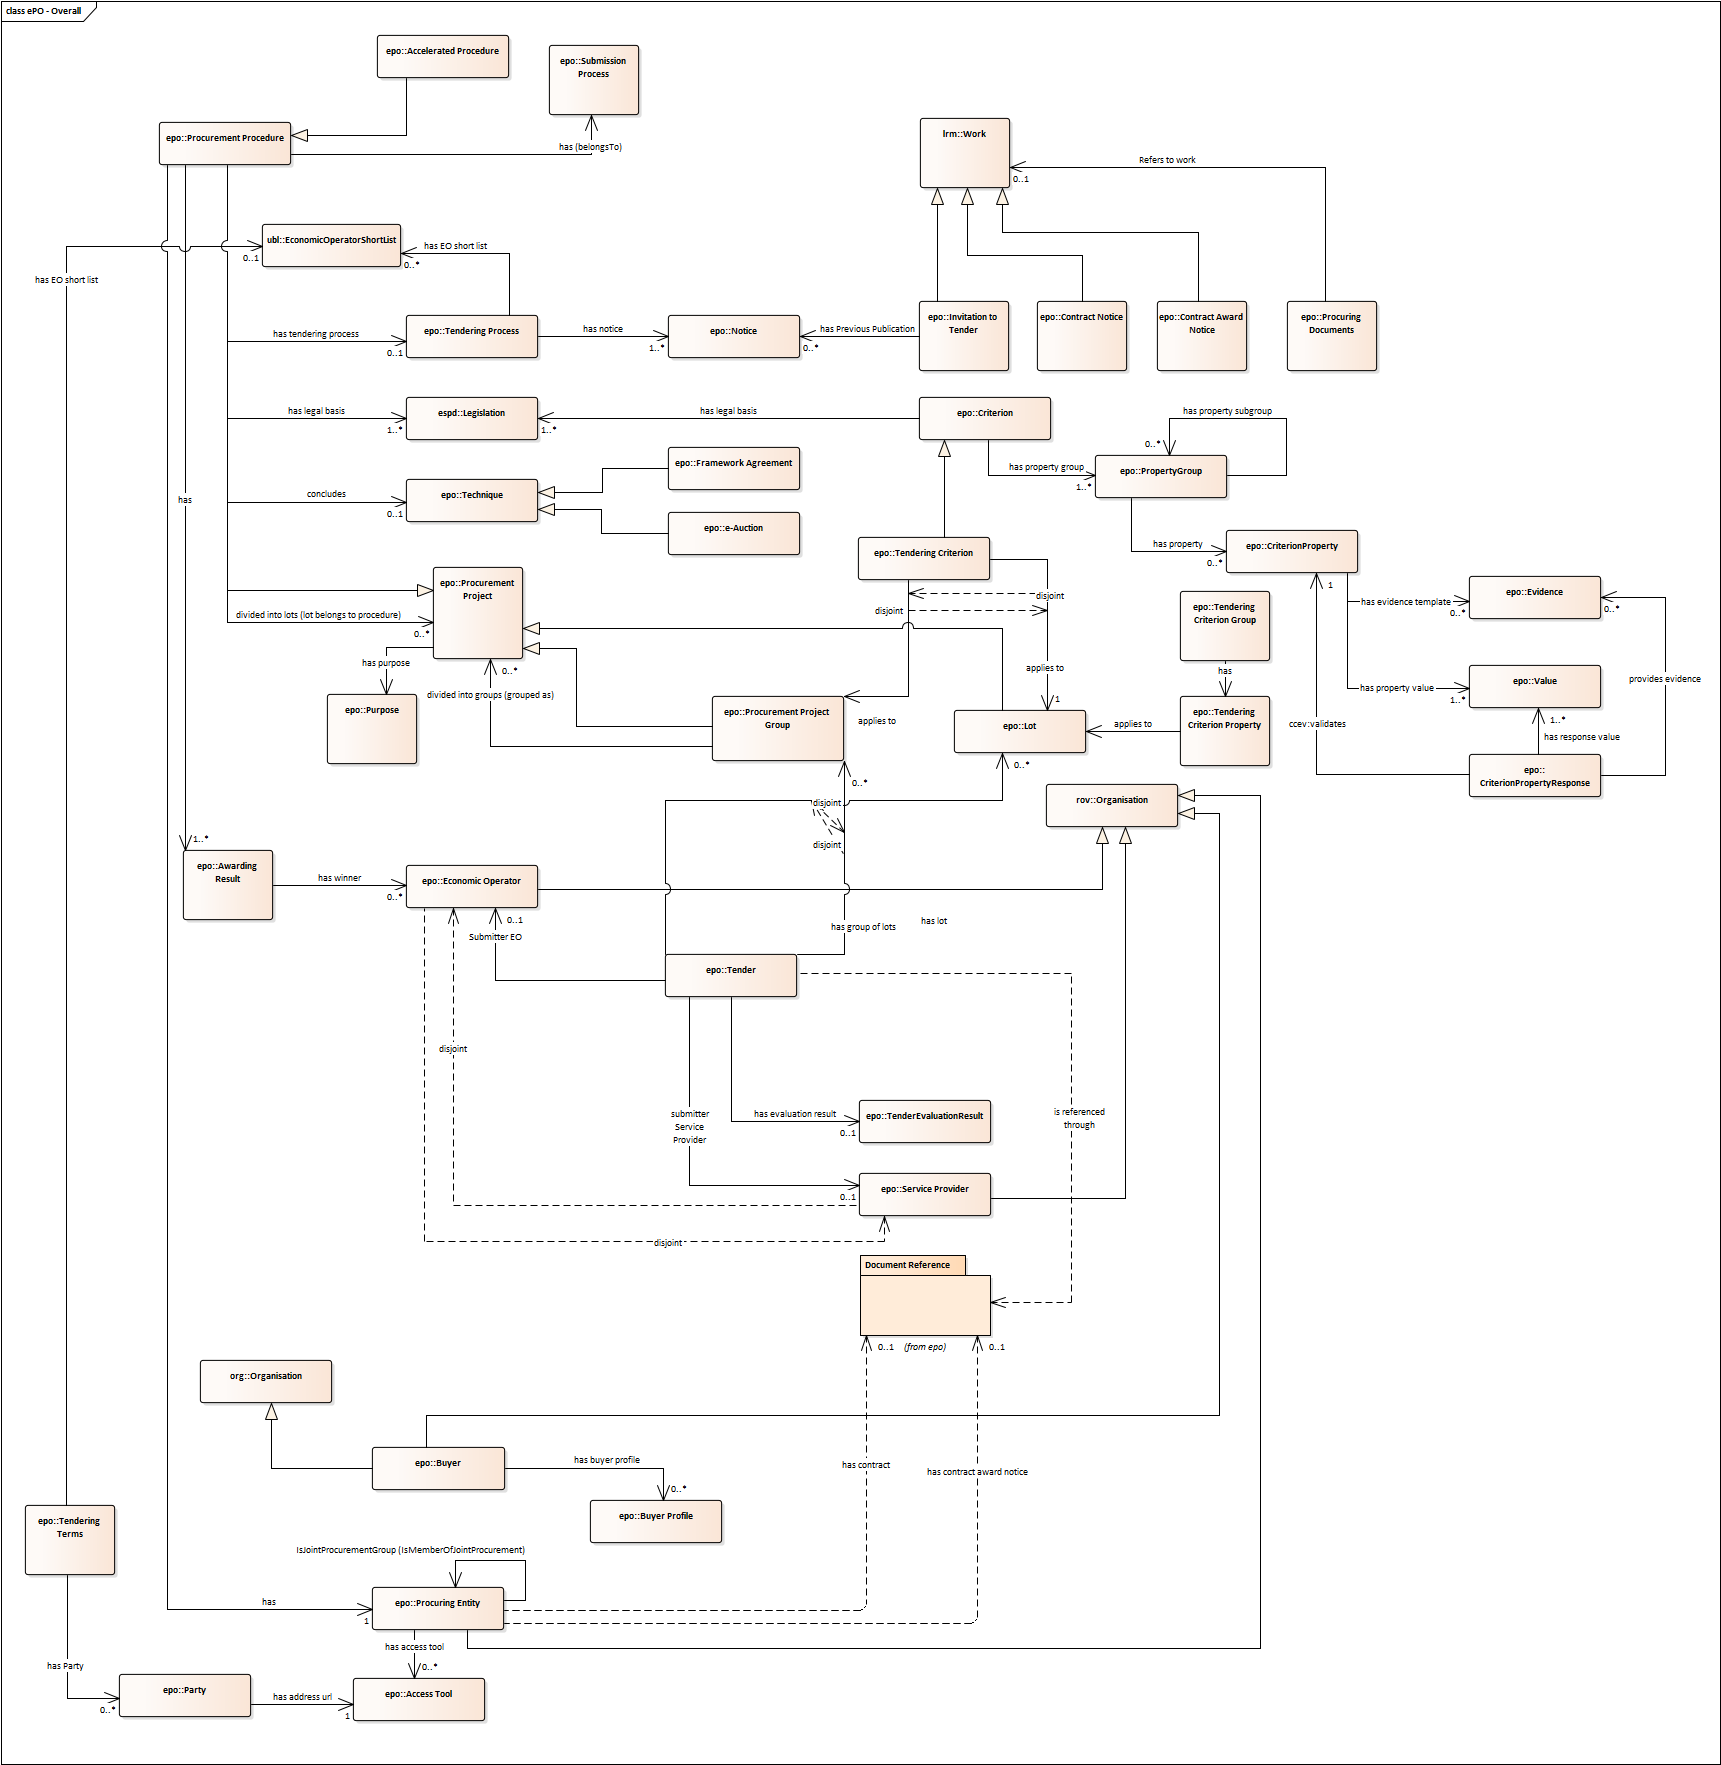 class ePO - Overall
epo::Accelerated Procedure
epo::Submission
Process
epo::Procurement Procedure
has (belongsTo)
lrm::Work
Refers to work
0..1
ubl::EconomicOperatorShortList
0..1
has EO short list
0..*
has EO short list
has tendering process
0..1
epo::Tendering Process
has notice
1..*
epo::Notice
has Previous Publication
0..*
epo::Invitation to
Tender
epo::Contract Notice
epo::Contract Award
Notice
epo::Procuring
Documents
has legal basis
1..*
espd::Legislation
has legal basis
1..*
epo::Criterion
has property subgroup
0..*
has property group
1..*
epo::PropertyGroup
epo::Framework Agreement
has
concludes
0..1
epo::Technique
epo::e-Auction
has property
0..*
epo::CriterionProperty
epo::Tendering Criterion
1
epo::Procurement
Project
disjoint
disjoint
epo::Tendering
Criterion Group
has evidence template
0..*
epo::Evidence
0..*
divided into lots (lot belongs to procedure)
0..*
has purpose
0..*
applies to
has
epo::Value
provides evidence
divided into groups (grouped as)
has property value
1..*
epo::Purpose
epo::Procurement Project
Group
applies to
1
epo::Lot
applies to
epo::Tendering
Criterion Property
ccev:validates
1..*
has response value
0..*
0..*
epo::
CriterionPropertyResponse
disjoint
rov::Organisation
1..*
disjoint
epo::Awarding
Result
has winner
0..*
epo::Economic Operator
0..1
Submitter EO
has group of lots
has lot
epo::Tender
disjoint
submitter
Service
Provider
has evaluation result
0..1
epo::TenderEvaluationResult
is referenced
through
0..1
epo::Service Provider
disjoint
Document Reference
0..1
(from epo)
0..1
org::Organisation
epo::Buyer
has buyer profile
0..*
has contract
has contract award notice
epo::Buyer Profile
epo::Tendering
Terms
IsJointProcurementGroup (IsMemberOfJointProcurement)
has
1
epo::Procuring Entity
has access tool
0..*
has Party
0..*
epo::Party
has address url
1
epo::Access Tool